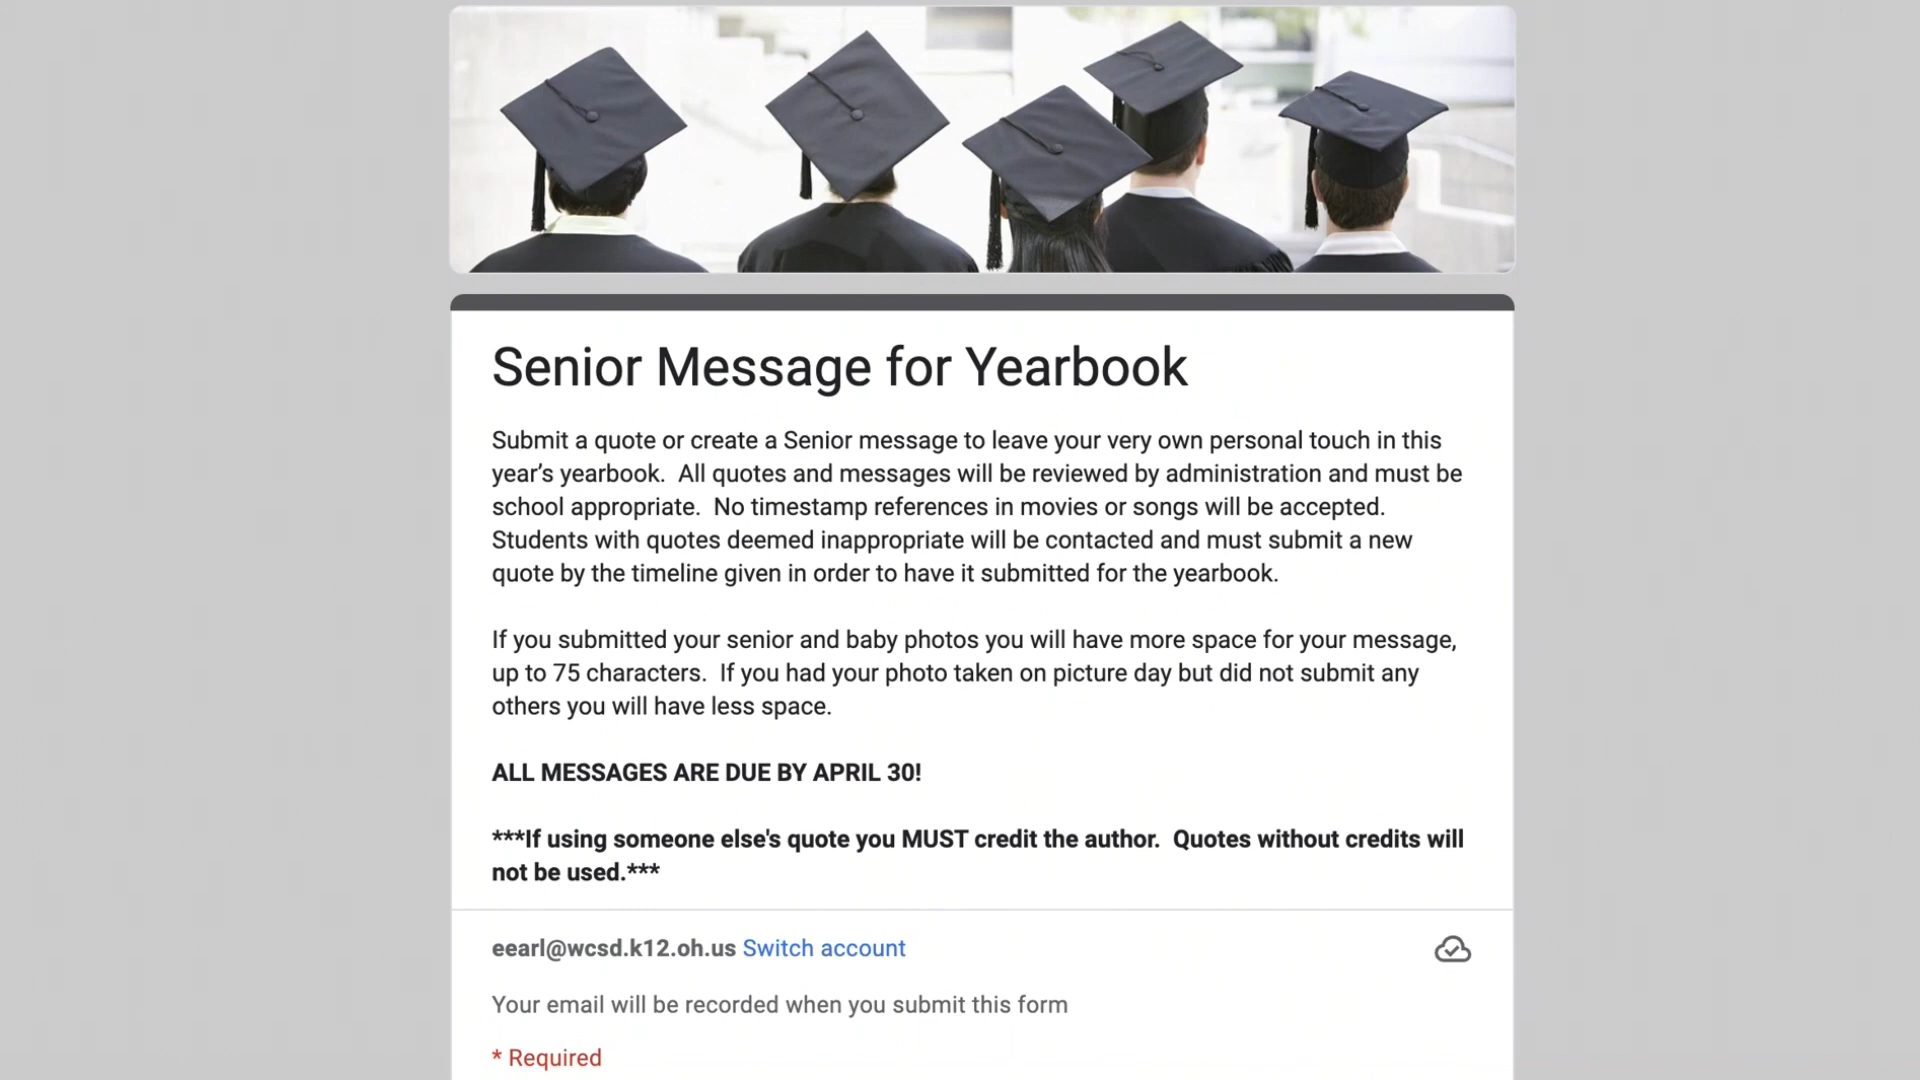 Senior Message for Yearbook
Submit a quote or create a Senior message to leave your very own personal touch in this
year’s yearbook.  All quotes and messages will be reviewed by administration and must be
school appropriate.  No timestamp references in movies or songs will be accepted.
Students with quotes deemed inappropriate will be contacted and must submit a new
quote by the timeline given in order to have it submitted for the yearbook.
If you submitted your senior and baby photos you will have more space for your message,
up to 75 characters.  If you had your photo taken on picture day but did not submit any
others you will have less space.
ALL MESSAGES ARE DUE BY APRIL 30!
***If using someone else's quote you MUST credit the author.  Quotes without credits will
not be used.***
eearl@wcsd.k12.oh.us Switch account
Your email will be recorded when you submit this form
* Required